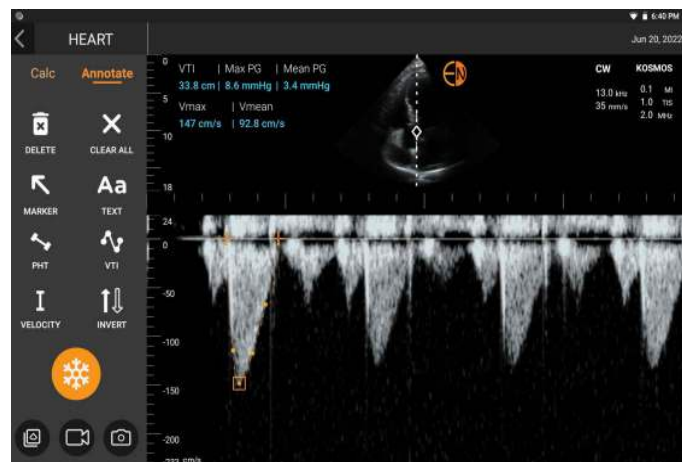 6:40 PM
HEART
Jun 20, 2022
Calc
Annotate
DELETE
CLEAR ALL
MARKER
Aa
TEXT
PHT
VTI
VELOCITY
INVERT
VTI | Max PG | Mean PG
33.8 cm | 8.6 mmHg | 3.4 mmHg
Vmax | Vmean
147 cm/s | 92.8 cm/s
CW
13.0 kHz
35 mm/s
KOSMOS
0.1 MI
1.0 TIS
2.0 MHz
0
5
10
18
24
0
-50
-100
-150
-200
cm/s